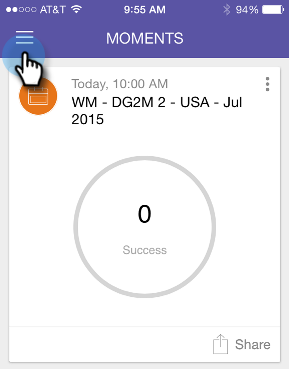 AT&T 9:55 AM 94%
MOMENTS
Today, 10:00 AM
WM - DG2M 2 - USA - Jul
2015
0
Success
Share